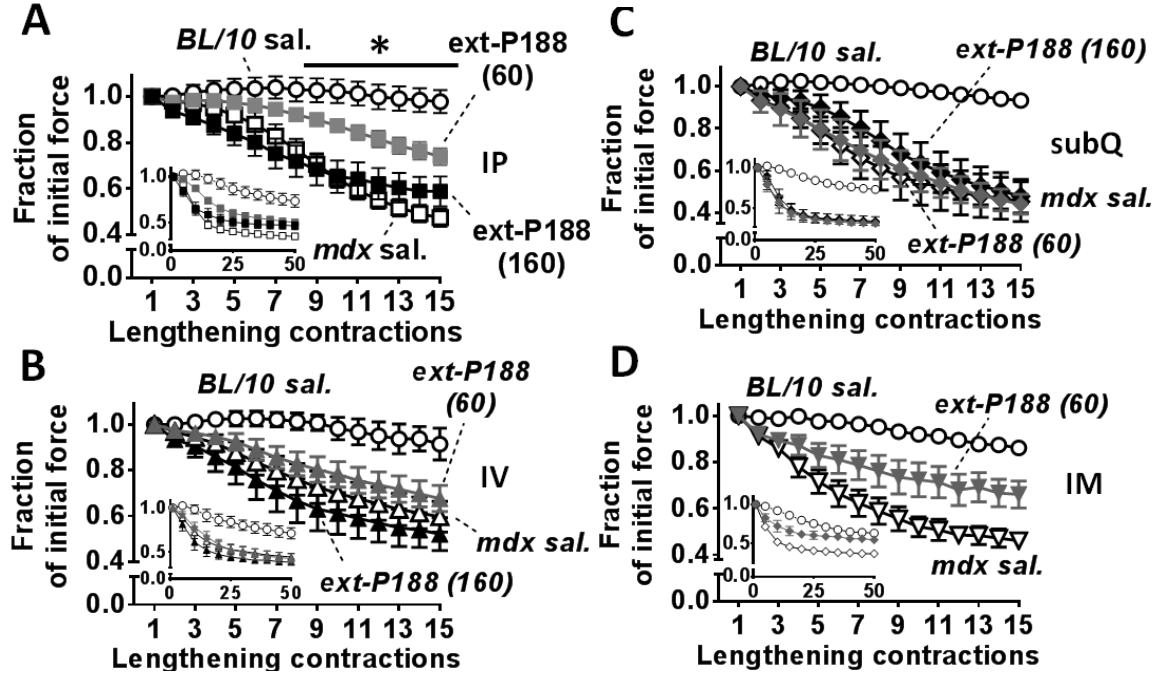 A
BL/10 sal.
*
ext-P188
(60)
Fraction
of initial force
1.0
0.8
0.6
0.4
0.0
IP
1.0
0.5
0.0
0 25 50
mdx sal.
ext-P188
(160)
1 3 5 7 9 11 13 15
Lengthening contractions
B
BL/10 sal.
ext-P188
(60)
Fraction
of initial force
1.0
0.8
0.6
0.4
0.0
IV
1.0
0.5
0.0
0 25 50
mdx sal.
ext-P188 (160)
1 3 5 7 9 11 13 15
Lengthening contractions
C
BL/10 sal.
ext-P188 (160)
Fraction
of initial force
1.0
0.8
0.6
0.4
0.0
subQ
1.0
0.5
0.0
0 25 50
mdx sal.
ext-P188 (60)
1 3 5 7 9 11 13 15
Lengthening contractions
D
BL/10 sal.
ext-P188 (60)
Fraction
of initial force
1.0
0.8
0.6
0.4
0.0
IM
1.0
0.5
0.0
0 25 50
mdx sal.
1 3 5 7 9 11 13 15
Lengthening contractions